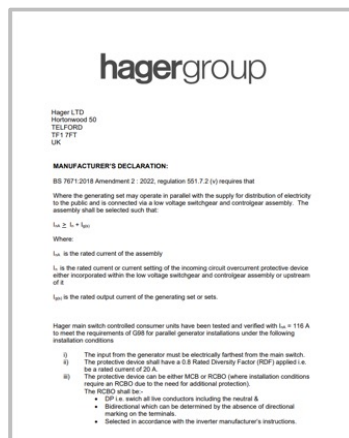 hagergroup
Hager LTD
Hortonwood 50
TELFORD
TF1 7FT
UK
MANUFACTURER'S DECLARATION:
BS 7671:2018 Amendment 2 : 2022, regulation 551.7.2 (v) requires that
Where the generating set may operate in parallel with the supply for distribution of electricity
to the public and is connected via a low voltage switchgear and controlgear assembly. The
assembly shall be selected such that:
InA ≥ In + Ig(s)
Where:
InA is the rated current of the assembly
In is the rated current or current setting of the incoming circuit overcurrent protective device
either incorporated within the low voltage switchgear and controlgear assembly or upstream
of it
Ig(s) is the rated output current of the generating set or sets.
Hager main switch controlled consumer units have been tested and verified with InA = 116 A
to meet the requirements of G98 for parallel generator installations under the following
installation conditions
i) The input from the generator must be electrically farthest from the main switch.
ii) The protective device shall have a 0.8 Rated Diversity Factor (RDF) applied i.e.
on a rated current of 20 A.
iii) The protective device can be either MCB or RCBO (where installation conditions
require an RCBO due to the need for additional protection).
The RCBO shall be:-
• DP i.e. swich all live conductors including the neutral &
• Bidirectional which can be determined by the absence of directional
marking on the terminals.
• Selected in accordance with the inverter manufacturer's instructions.